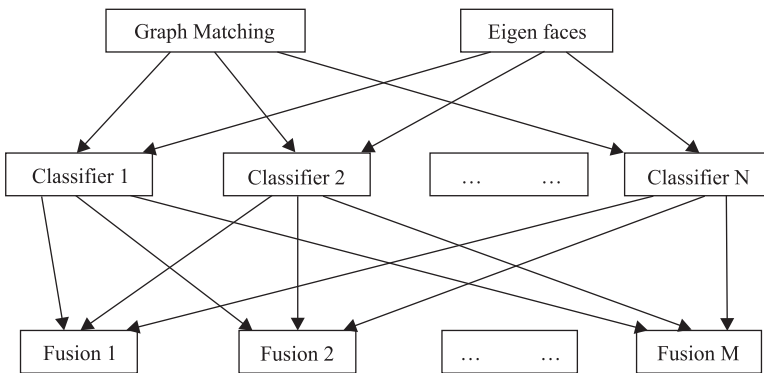 Graph Matching
Eigen faces
Classifier 1
Classifier 2
… …
Classifier N
Fusion 1
Fusion 2
… …
Fusion M